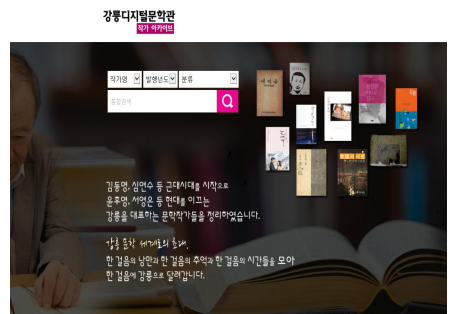 강릉디지털문학관
작가 아카이브
작가명 발행년도 분류
통합검색
김동명, 심연수 등 근대시대를 시작으로
윤후명, 서영은 등 현대를 이끄는
강릉을 대표하는 문학작가들을 정리하였습니다.
강릉 문학 세계로의 초대.
한 걸음의 낭만과 한 걸음의 추억과 한 걸음의 시간들을 모아
한 걸음에 강릉으로 달려갑니다.